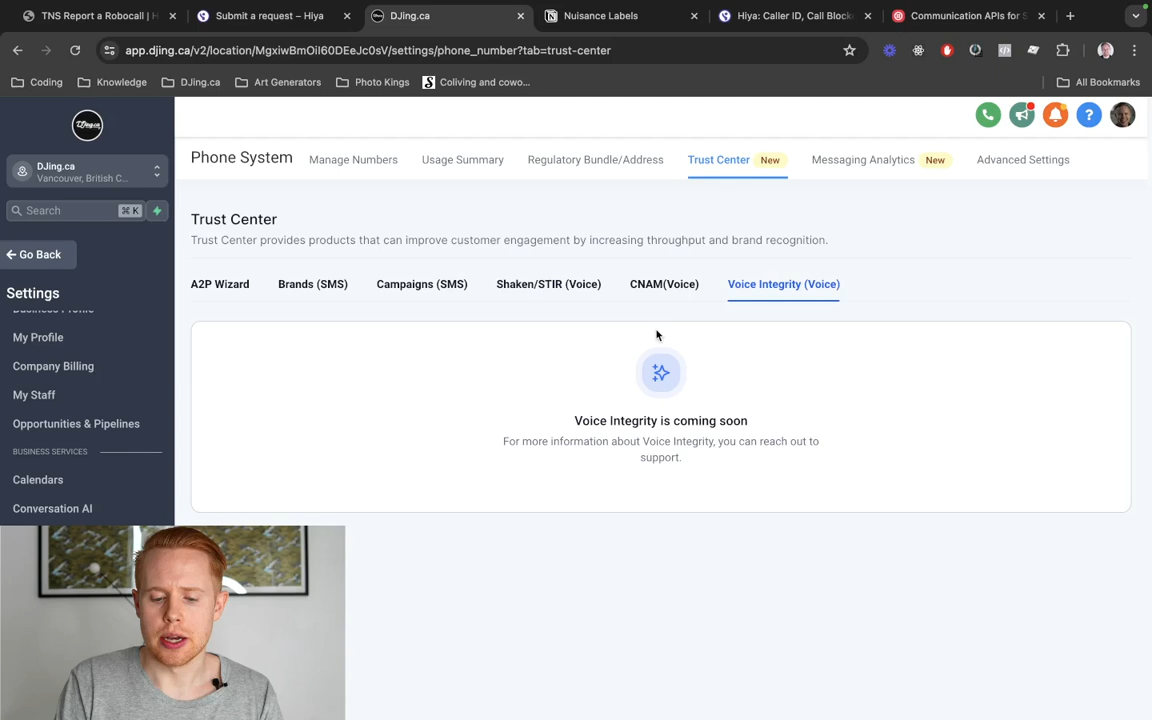 TNS Report a Robocall | H
Submit a request – Hiya
DJing.ca
Nuisance Labels
Hiya: Caller ID, Call Block
Communication APIs for S
app.djing.ca/v2/location/MgxiwBmOil60DEeJc0sV/settings/phone_number?tab=trust-center
Coding
Knowledge
DJing.ca
Art Generators
Photo Kings
Coliving and cowo...
All Bookmarks
DJing.ca
DJing.ca
Vancouver, British C...
Search
⌘ K
Go Back
Settings
Business Profile
My Profile
Company Billing
My Staff
Opportunities & Pipelines
BUSINESS SERVICES
Calendars
Conversation AI
Phone System
Manage Numbers
Usage Summary
Regulatory Bundle/Address
Trust Center New
Messaging Analytics New
Advanced Settings
Trust Center
Trust Center provides products that can improve customer engagement by increasing throughput and brand recognition.
A2P Wizard
Brands (SMS)
Campaigns (SMS)
Shaken/STIR (Voice)
CNAM(Voice)
Voice Integrity (Voice)
Voice Integrity is coming soon
For more information about Voice Integrity, you can reach out to
support.